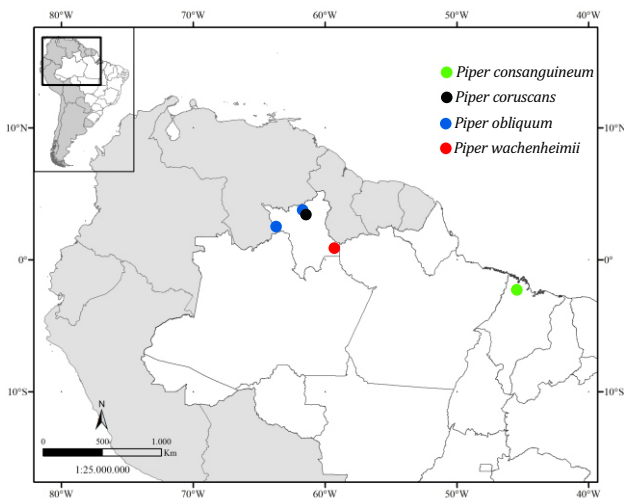 80°W 70°W 60°W 50°W 40°W
Piper consanguineum
Piper coruscans
Piper obliquum
Piper wachenheimii
10°N 10°N
0° 0°
10°S 10°S
N
0 500 1.000
Km
1:25.000.000
80°W 70°W 60°W 50°W 40°W